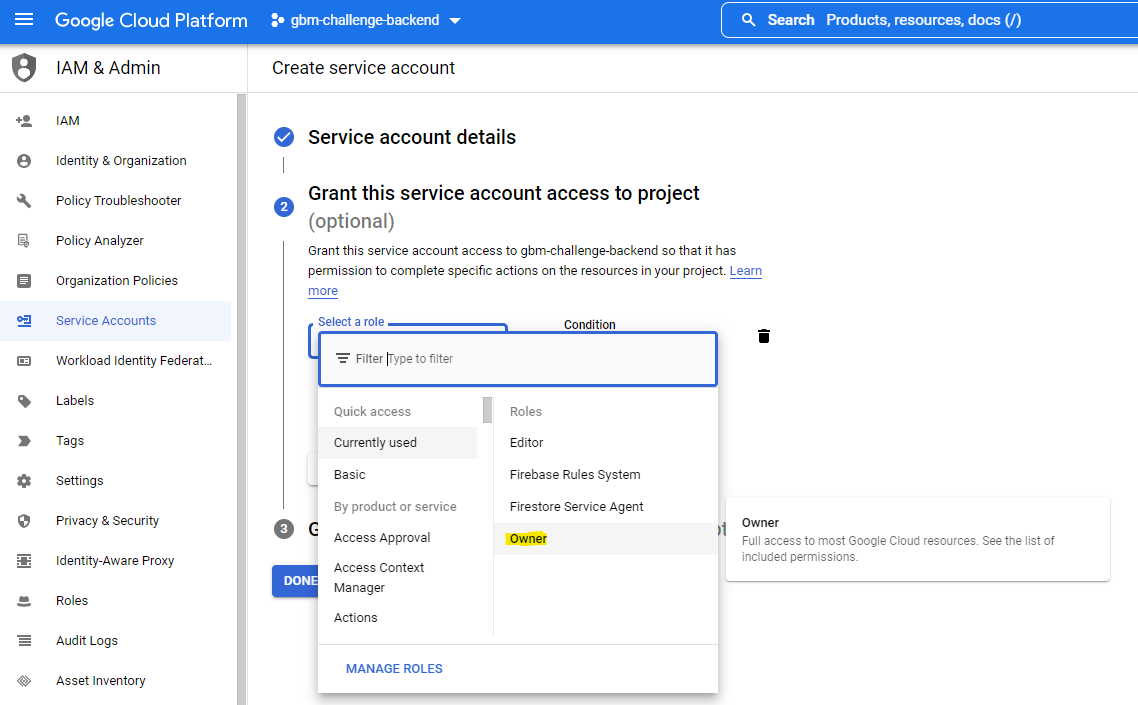 Google Cloud Platform
gbm-challenge-backend
Search Products, resources, docs (/)
IAM & Admin
Create service account
IAM
Identity & Organization
Policy Troubleshooter
Policy Analyzer
Organization Policies
Service Accounts
Workload Identity Federat...
Labels
Tags
Settings
Privacy & Security
Identity-Aware Proxy
Roles
Audit Logs
Asset Inventory
Service account details
2
Grant this service account access to project
(optional)
Grant this service account access to gbm-challenge-backend so that it has
permission to complete specific actions on the resources in your project. Learn
more
Select a role
Condition
Filter Type to filter
Quick access
Currently used
Basic
By product or service
Access Approval
Access Context
Manager
Actions
Roles
Editor
Firebase Rules System
Firestore Service Agent
Owner
MANAGE ROLES
3
G
DONE
Owner
Full access to most Google Cloud resources. See the list of
included permissions.